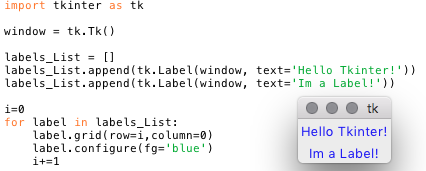 import tkinter as tk
window = tk.Tk()
labels_List = []
labels_List.append(tk.Label(window, text='Hello Tkinter!'))
labels_List.append(tk.Label(window, text='Im a Label!'))
i=0
for label in labels_List:
    label.grid(row=i,column=0)
    label.configure(fg='blue')
    i+=1
tk
Hello Tkinter!
Im a Label!